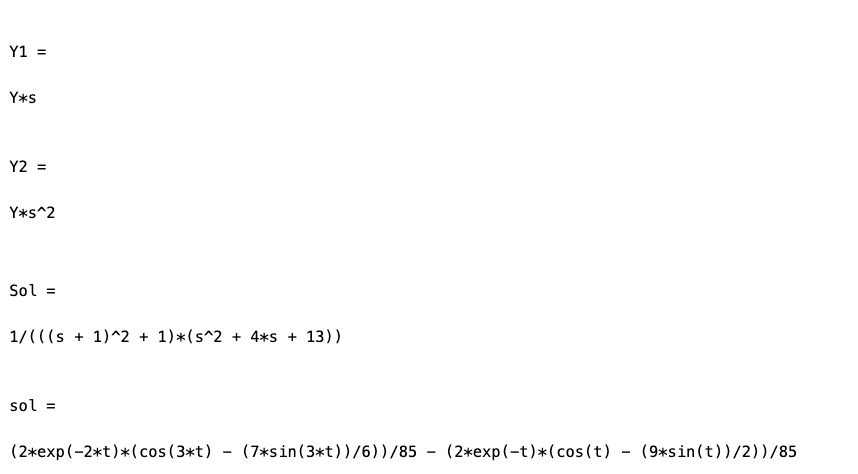 Y1 =
Y*s
Y2 =
Y*s^2
Sol =
1/(((s + 1)^2 + 1)*(s^2 + 4*s + 13))
sol =
(2*exp(-2*t)*(cos(3*t) - (7*sin(3*t))/6))/85 - (2*exp(-t)*(cos(t) - (9*sin(t))/2))/85